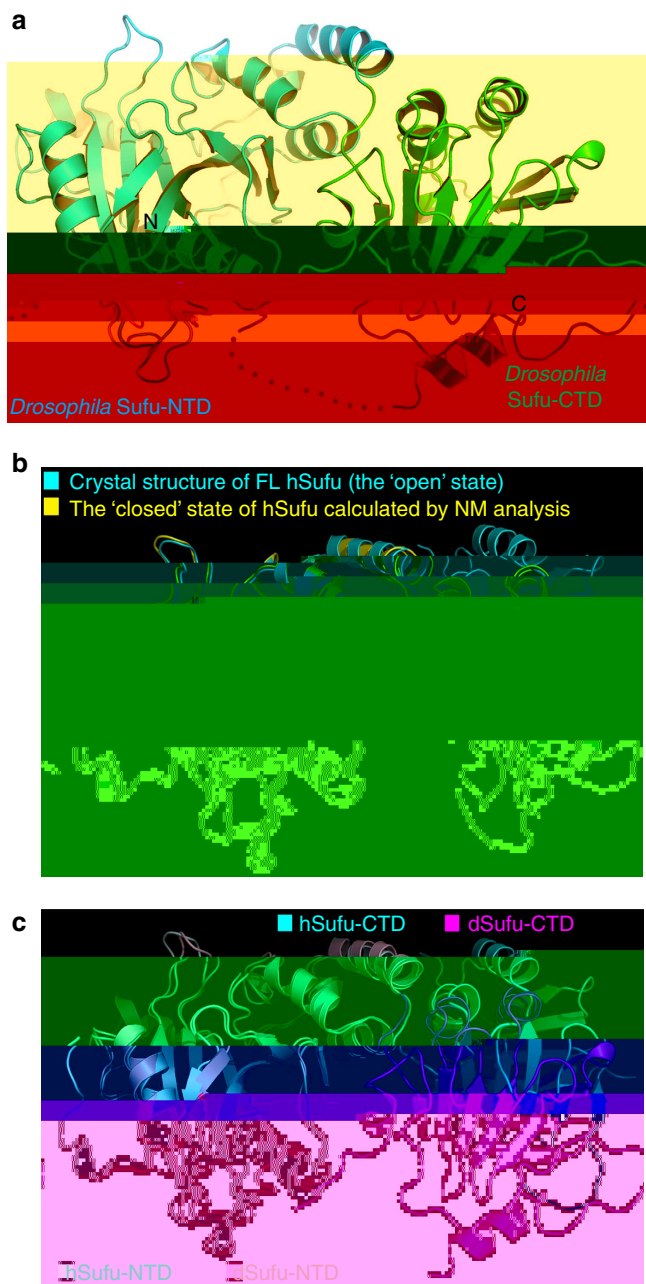 a
N
C
Drosophila Sufu-NTD
Drosophila
Sufu-CTD
b
Crystal structure of FL hSufu (the 'open' state)
The 'closed' state of hSufu calculated by NM analysis
c
hSufu-CTD
dSufu-CTD
hSufu-NTD
dSufu-NTD